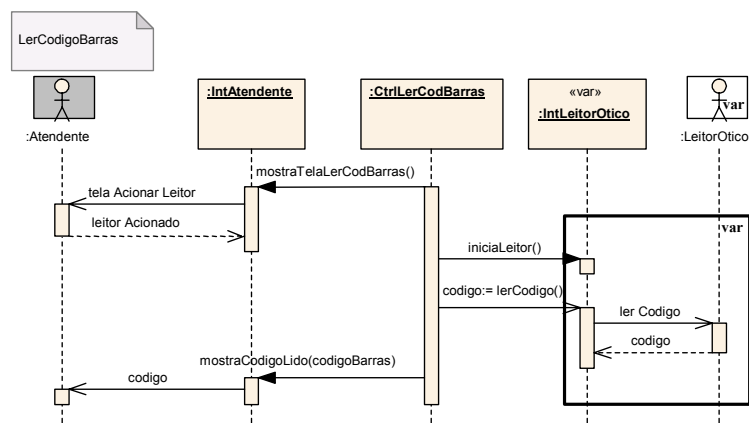 LerCodigoBarras
:Atendente
:IntAtendente
:CtrlLerCodBarras
«var»
:IntLeitorOtico
var
:LeitorOtico
mostraTelaLerCodBarras()
tela Acionar Leitor
leitor Acionado
var
iniciaLeitor()
codigo:= lerCodigo()
ler Codigo
codigo
mostraCodigoLido(codigoBarras)
codigo